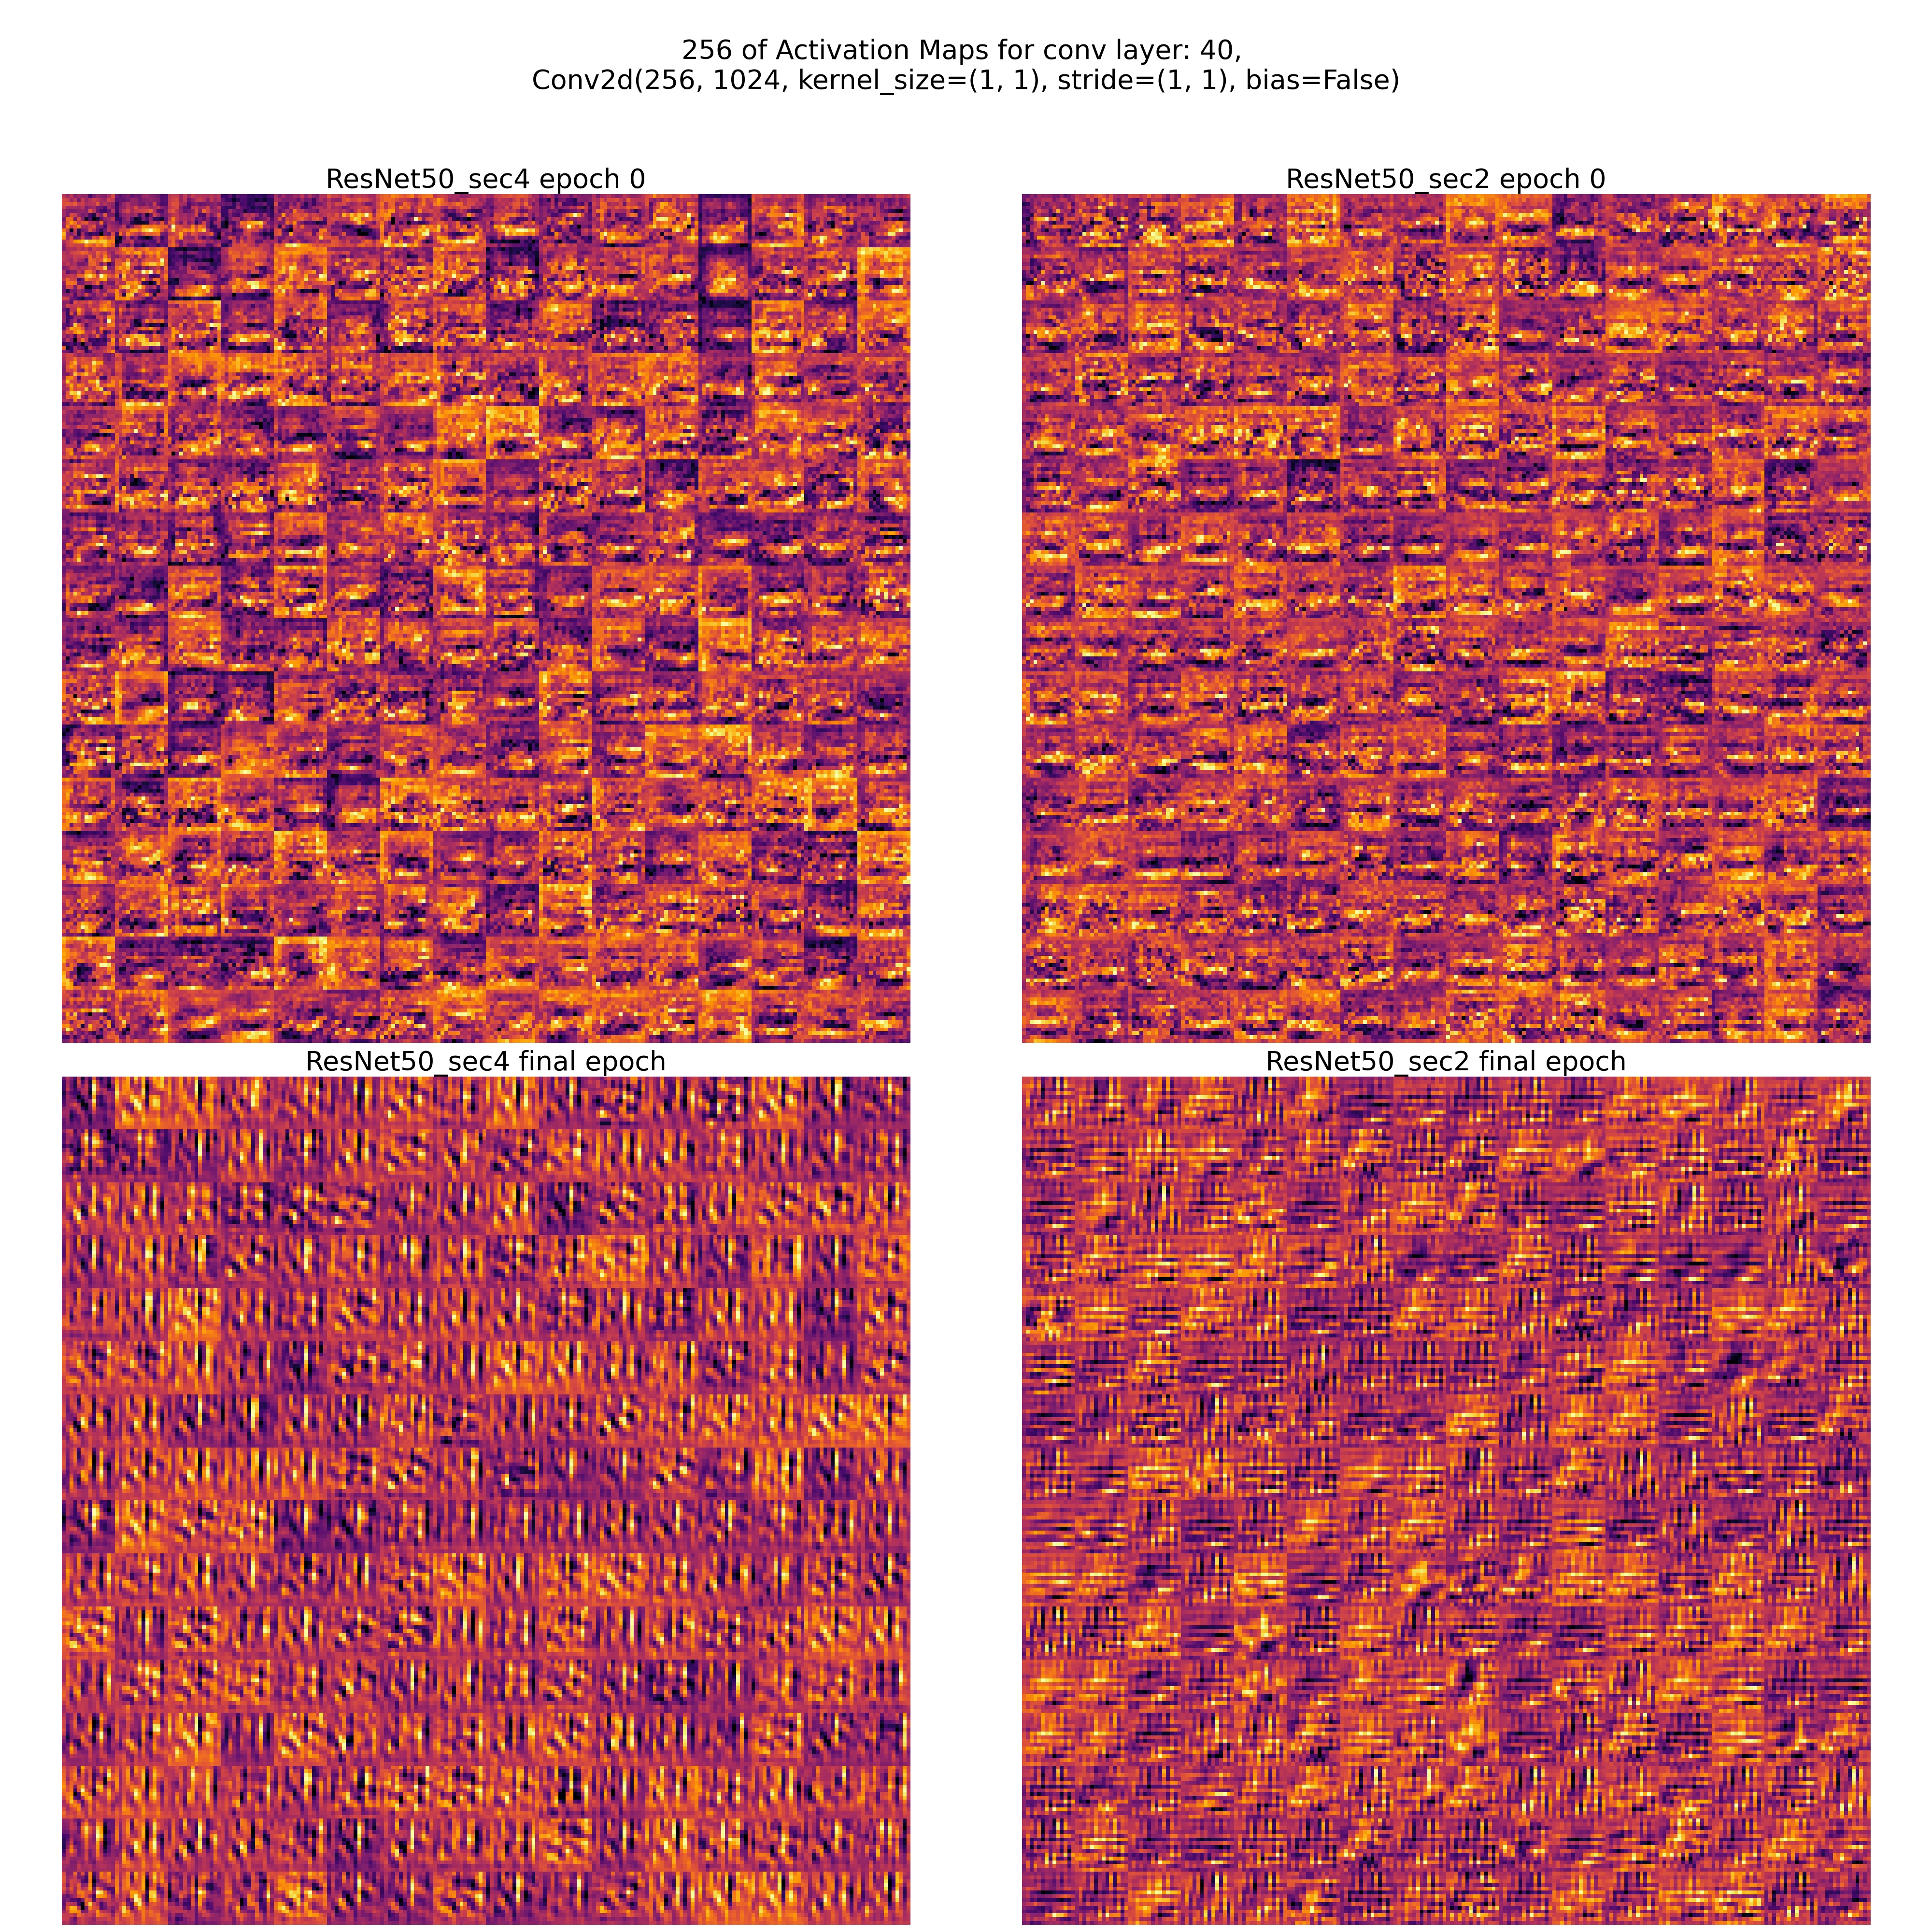 256 of Activation Maps for conv layer: 40,
Conv2d(256, 1024, kernel_size=(1, 1), stride=(1, 1), bias=False)
ResNet50_sec4 epoch 0
ResNet50_sec2 epoch 0
ResNet50_sec4 final epoch
ResNet50_sec2 final epoch